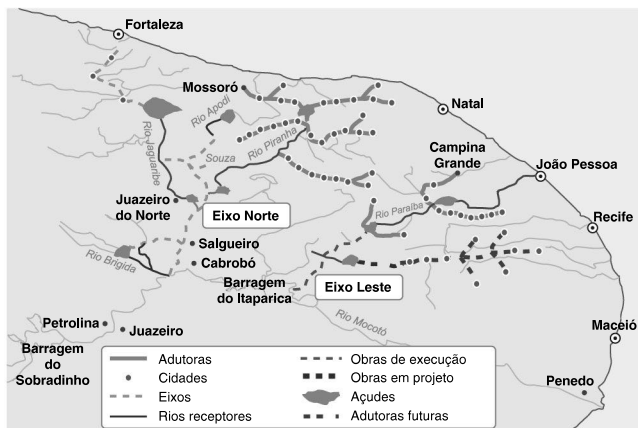 Fortaleza
Mossoró
Rio Apodi
Natal
Rio Jaguaribe
Souza
Rio Piranha
Campina
Grande
João Pessoa
Juazeiro
do Norte
Eixo Norte
Rio Paraíba
Recife
Salgueiro
Rio Brigida
Cabrobó
Barragem
do Itaparica
Eixo Leste
Rio Mocotó
Petrolina
Juazeiro
Maceió
Barragem
do
Sobradinho
Penedo
Adutoras
Cidades
Eixos
Rios receptores
Obras de execução
Obras em projeto
Açudes
Adutoras futuras